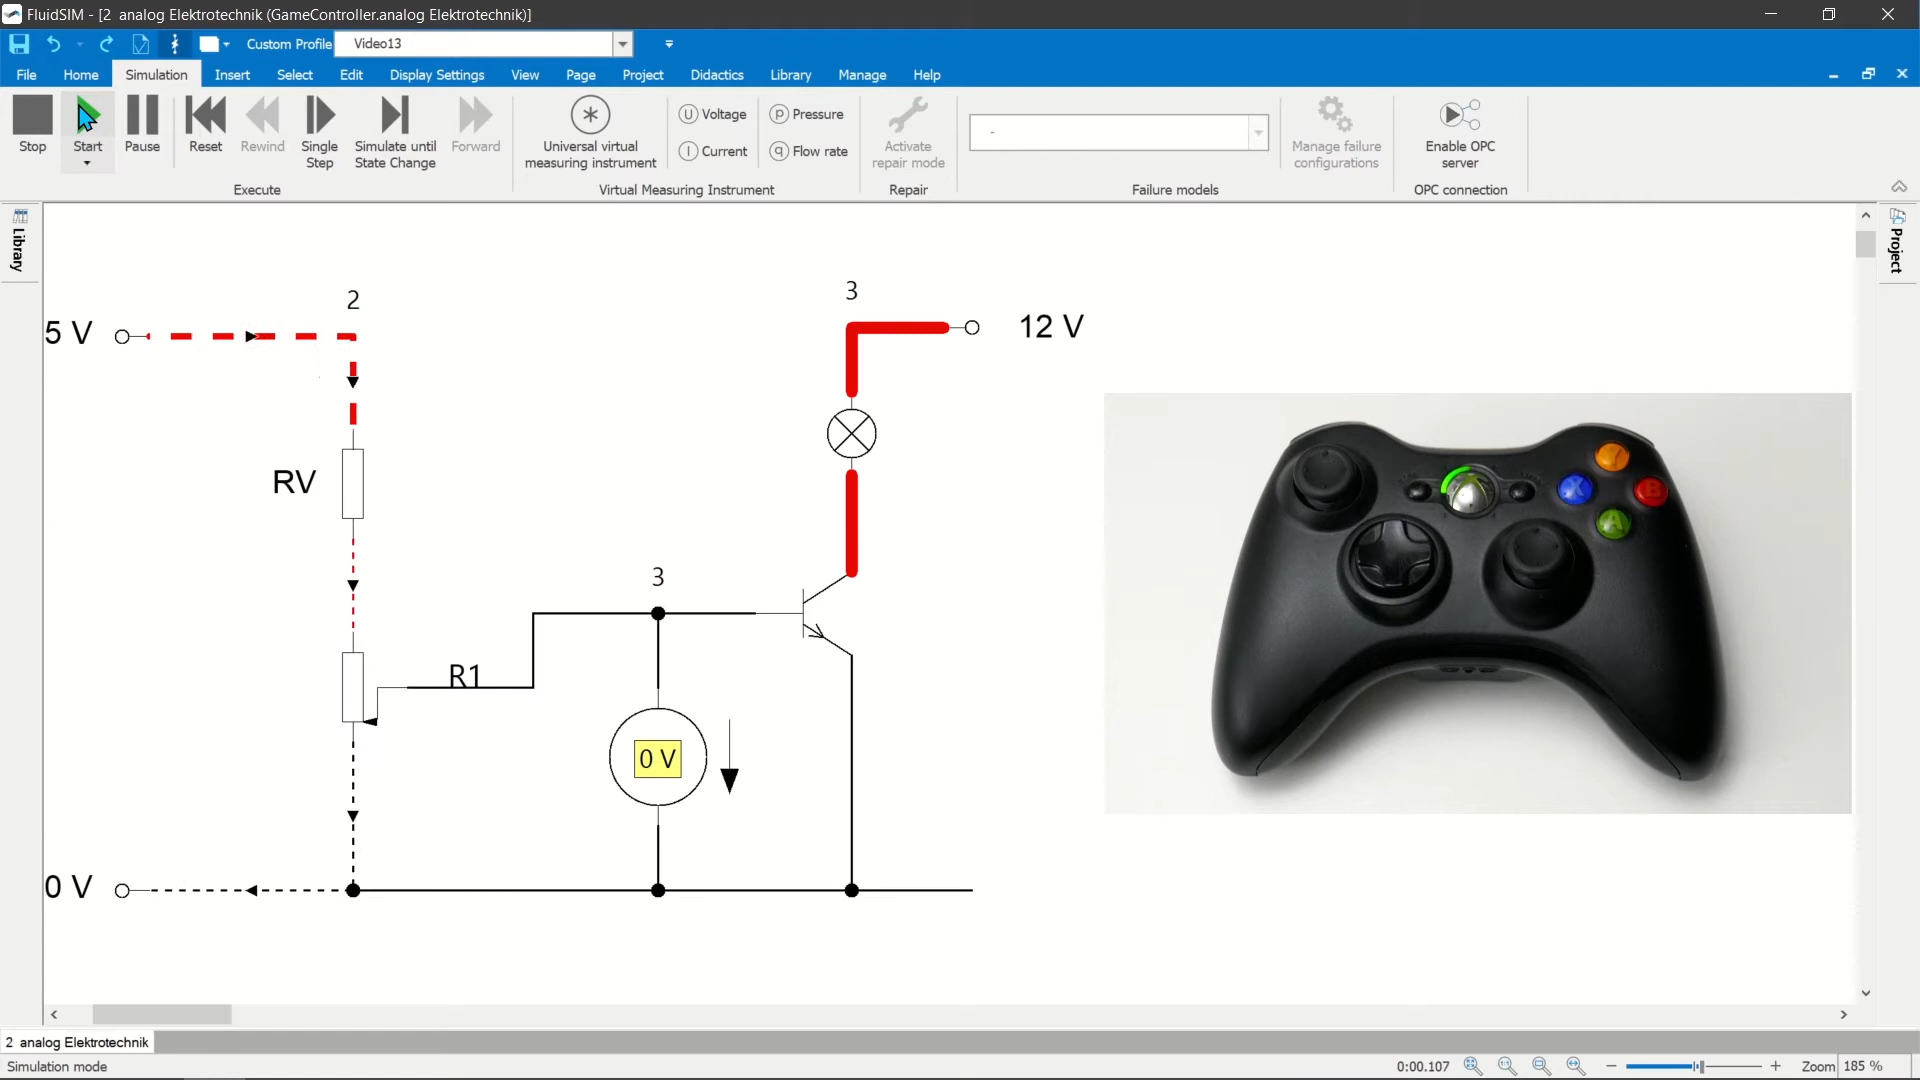 FluidSIM - [2  analog Elektrotechnik (GameController.analog Elektrotechnik)]
Custom Profile Video13
File Home Simulation Insert Select Edit Display Settings View Page Project Didactics Library Manage Help
Stop Start Pause Reset Rewind Single Step Simulate until State Change Forward
Execute
Universal virtual measuring instrument
U Voltage
I Current
P Pressure
q Flow rate
Virtual Measuring Instrument
Activate repair mode
Repair
-
Manage failure configurations
Failure models
Enable OPC server
OPC connection
Library
Project
2
3
5 V
12 V
RV
3
R1
0 V
0 V
Y
X
B
A
2  analog Elektrotechnik
Simulation mode
0:00.107
Zoom 185 %